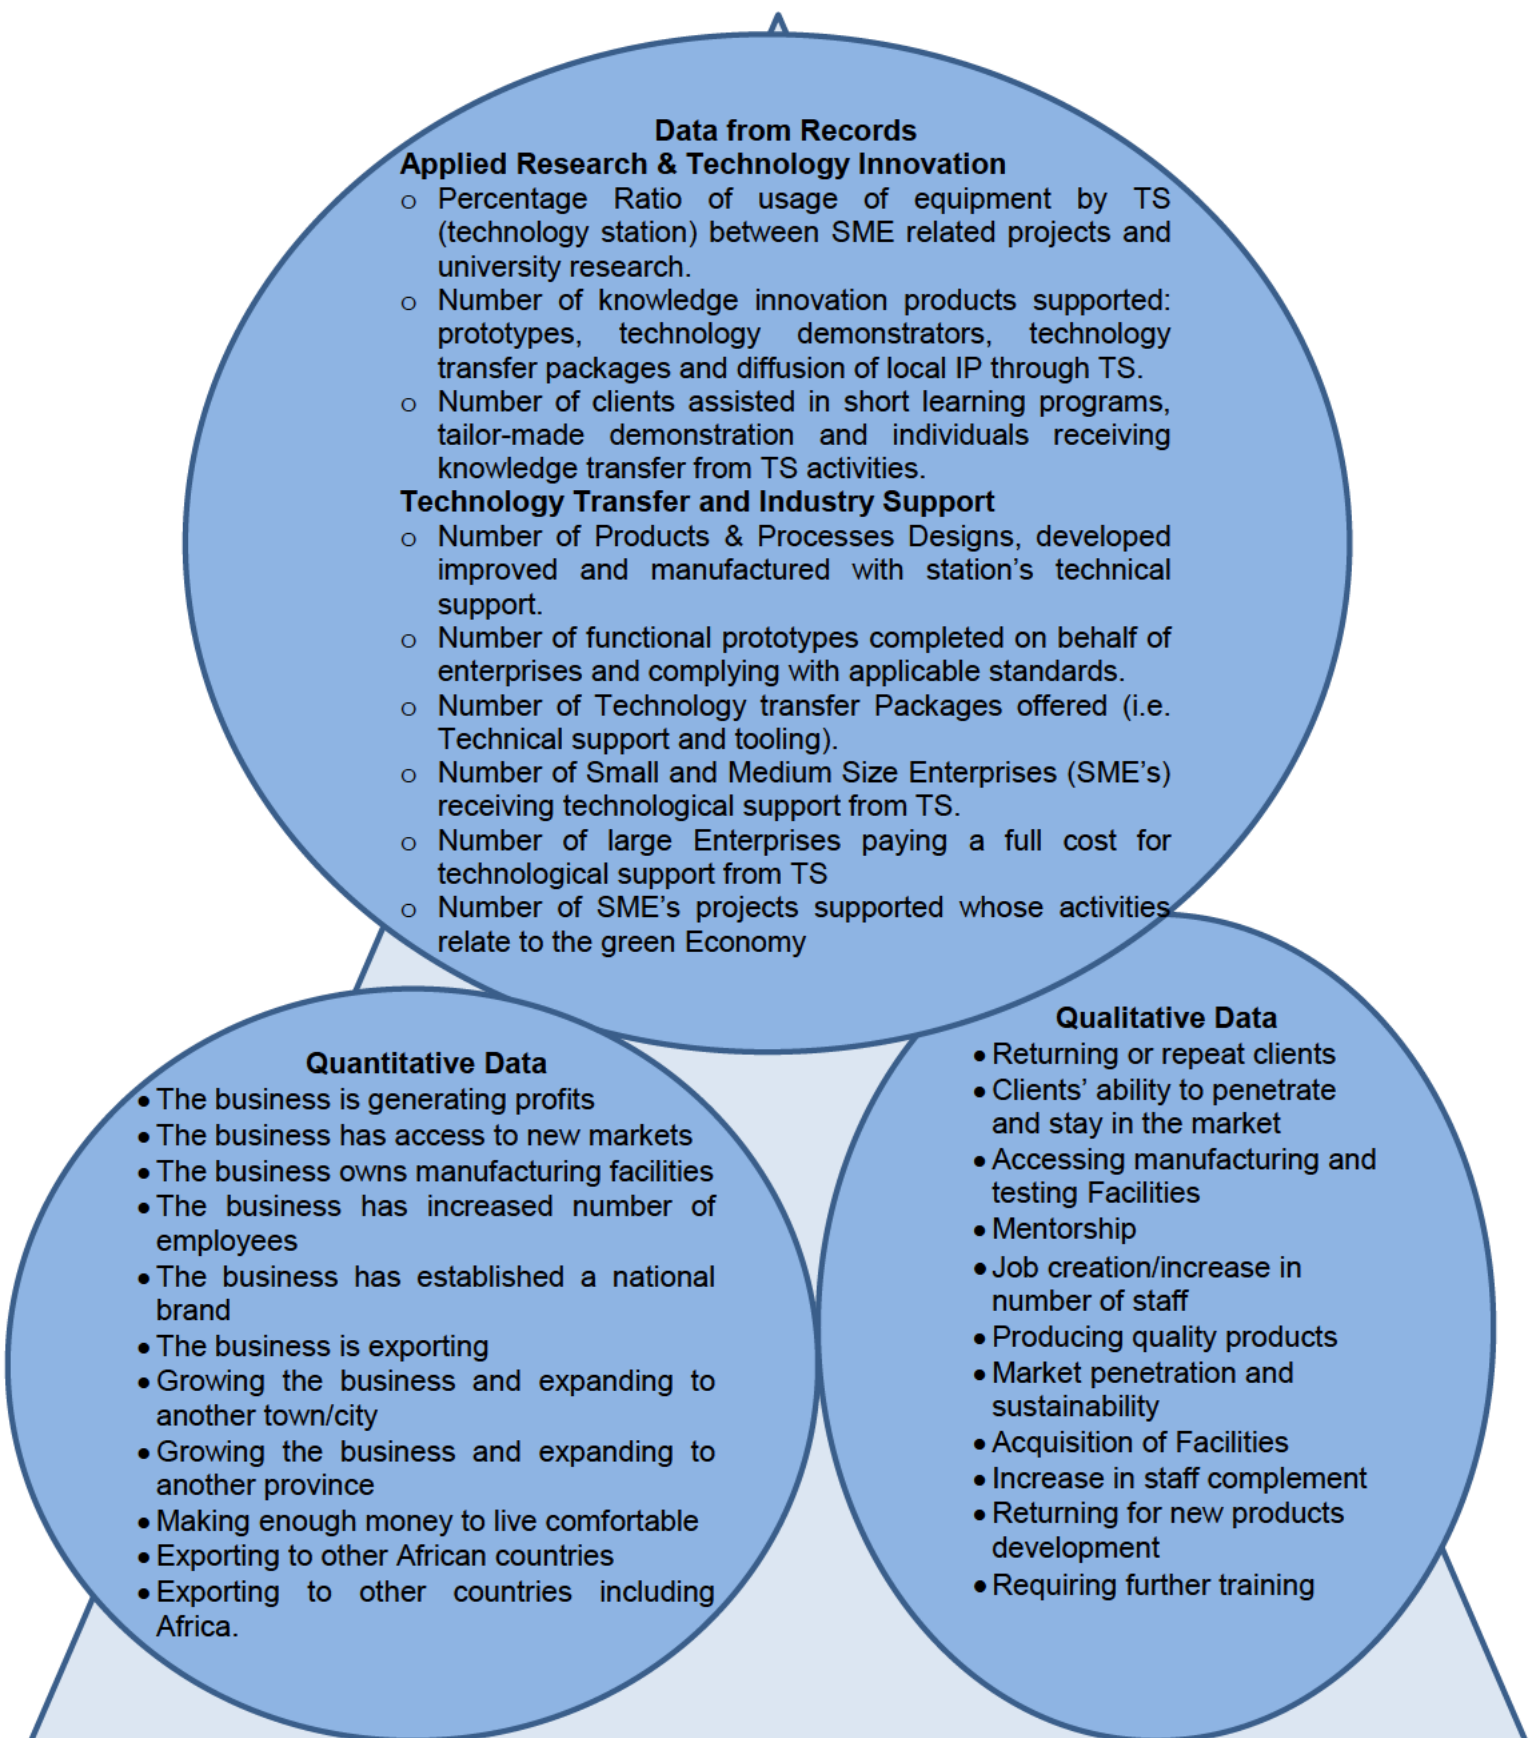 Data from Records
Applied Research & Technology Innovation
o Percentage Ratio of usage of equipment by TS
(technology station) between SME related projects and
university research.
o Number of knowledge innovation products supported:
prototypes, technology demonstrators, technology
transfer packages and diffusion of local IP through TS.
o Number of clients assisted in short learning programs,
tailor-made demonstration and individuals receiving
knowledge transfer from TS activities.
Technology Transfer and Industry Support
o Number of Products & Processes Designs, developed
improved and manufactured with station’s technical
support.
o Number of functional prototypes completed on behalf of
enterprises and complying with applicable standards.
o Number of Technology transfer Packages offered (i.e.
Technical support and tooling).
o Number of Small and Medium Size Enterprises (SME’s)
receiving technological support from TS.
o Number of large Enterprises paying a full cost for
technological support from TS
o Number of SME’s projects supported whose activities
relate to the green Economy
Quantitative Data
• The business is generating profits
• The business has access to new markets
• The business owns manufacturing facilities
• The business has increased number of
employees
• The business has established a national
brand
• The business is exporting
• Growing the business and expanding to
another town/city
• Growing the business and expanding to
another province
• Making enough money to live comfortable
• Exporting to other African countries
• Exporting to other countries including
Africa.
Qualitative Data
• Returning or repeat clients
• Clients’ ability to penetrate
and stay in the market
• Accessing manufacturing and
testing Facilities
• Mentorship
• Job creation/increase in
number of staff
• Producing quality products
• Market penetration and
sustainability
• Acquisition of Facilities
• Increase in staff complement
• Returning for new products
development
• Requiring further training